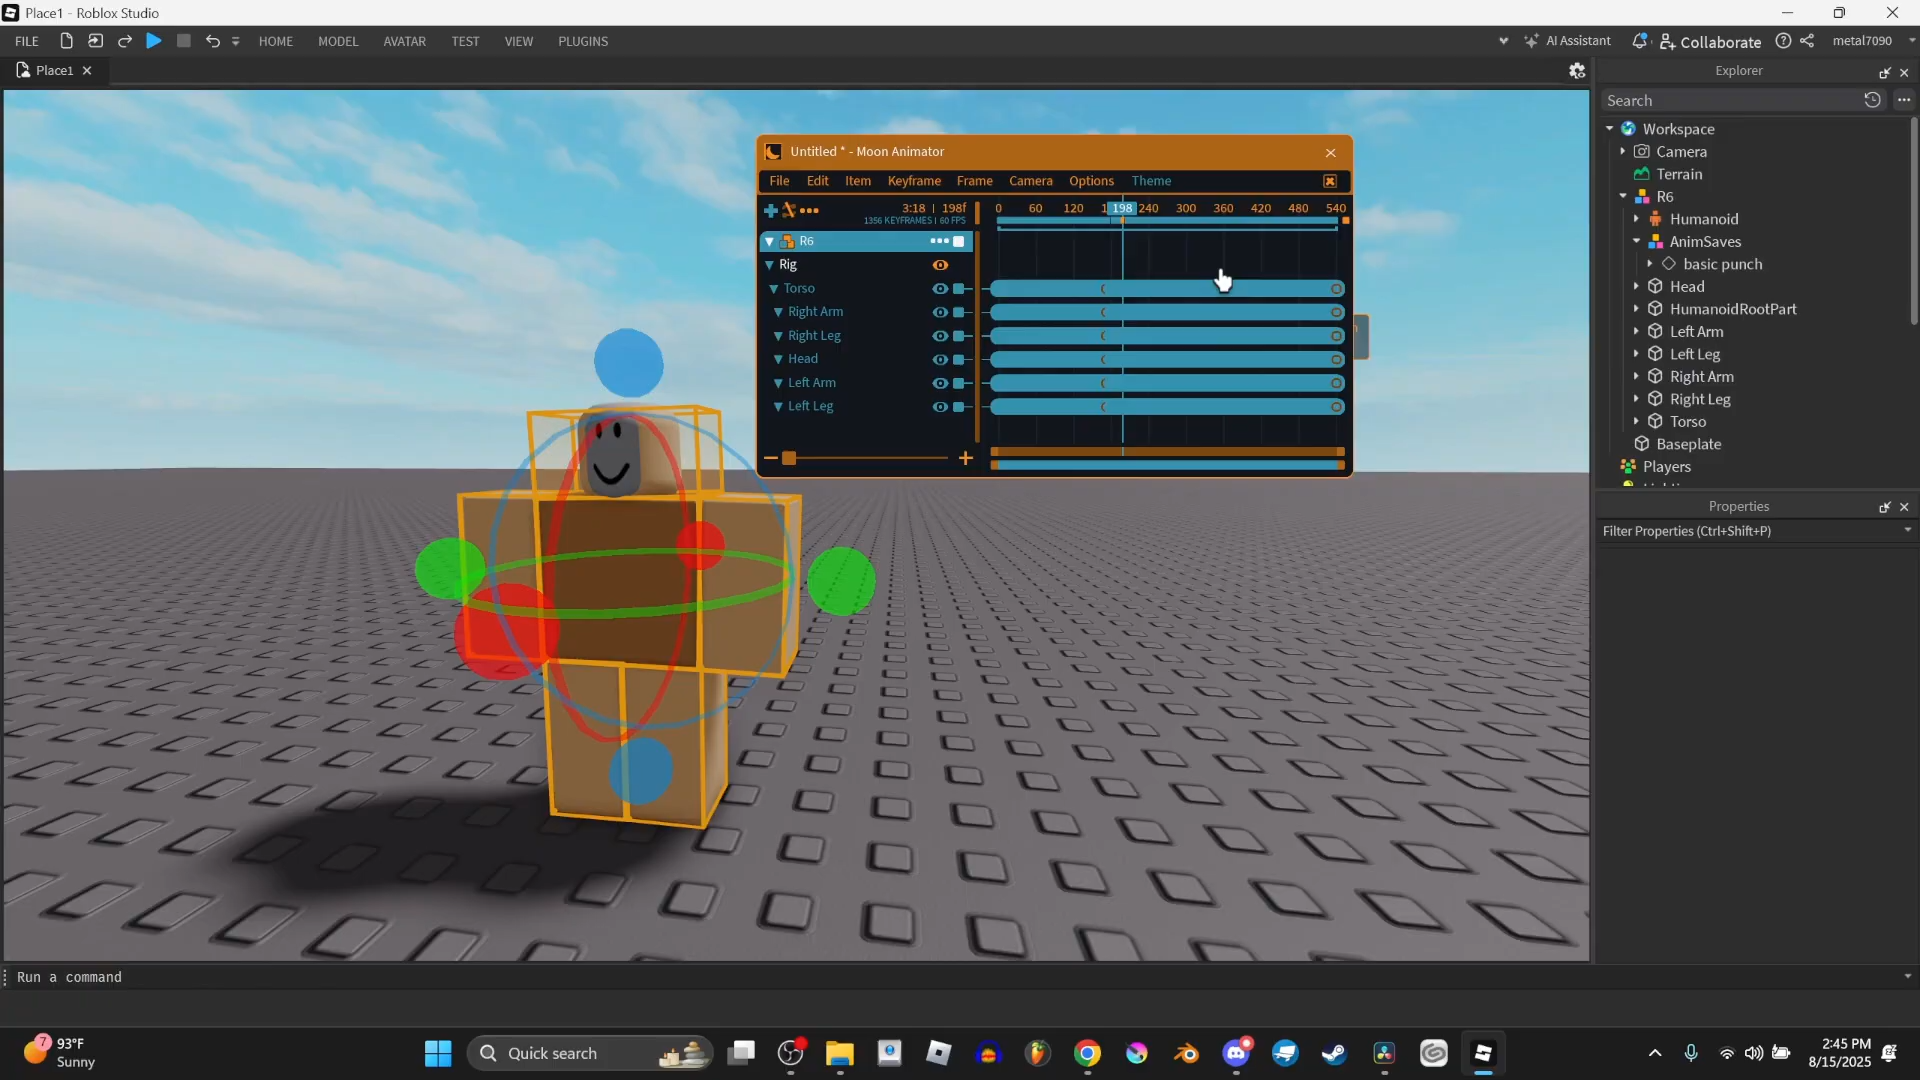 Place1 - Roblox Studio
FILE
HOME
MODEL
AVATAR
TEST
VIEW
PLUGINS
AI Assistant
Collaborate
metal7090
Place1
Explorer
Search
Workspace
Camera
Terrain
R6
Humanoid
AnimSaves
basic punch
Head
HumanoidRootPart
Left Arm
Left Leg
Right Arm
Right Leg
Torso
Baseplate
Players
Properties
Filter Properties (Ctrl+Shift+P)
Untitled * - Moon Animator
File Edit Item Keyframe Frame Camera Options Theme
3:18 | 198f
1356 KEYFRAMES | 60 FPS
0 60 120 1 198 240 300 360 420 480 540
R6
Rig
Torso
Right Arm
Right Leg
Head
Left Arm
Left Leg
Run a command
7
93°F
Sunny
Quick search
2:45 PM
8/15/2025